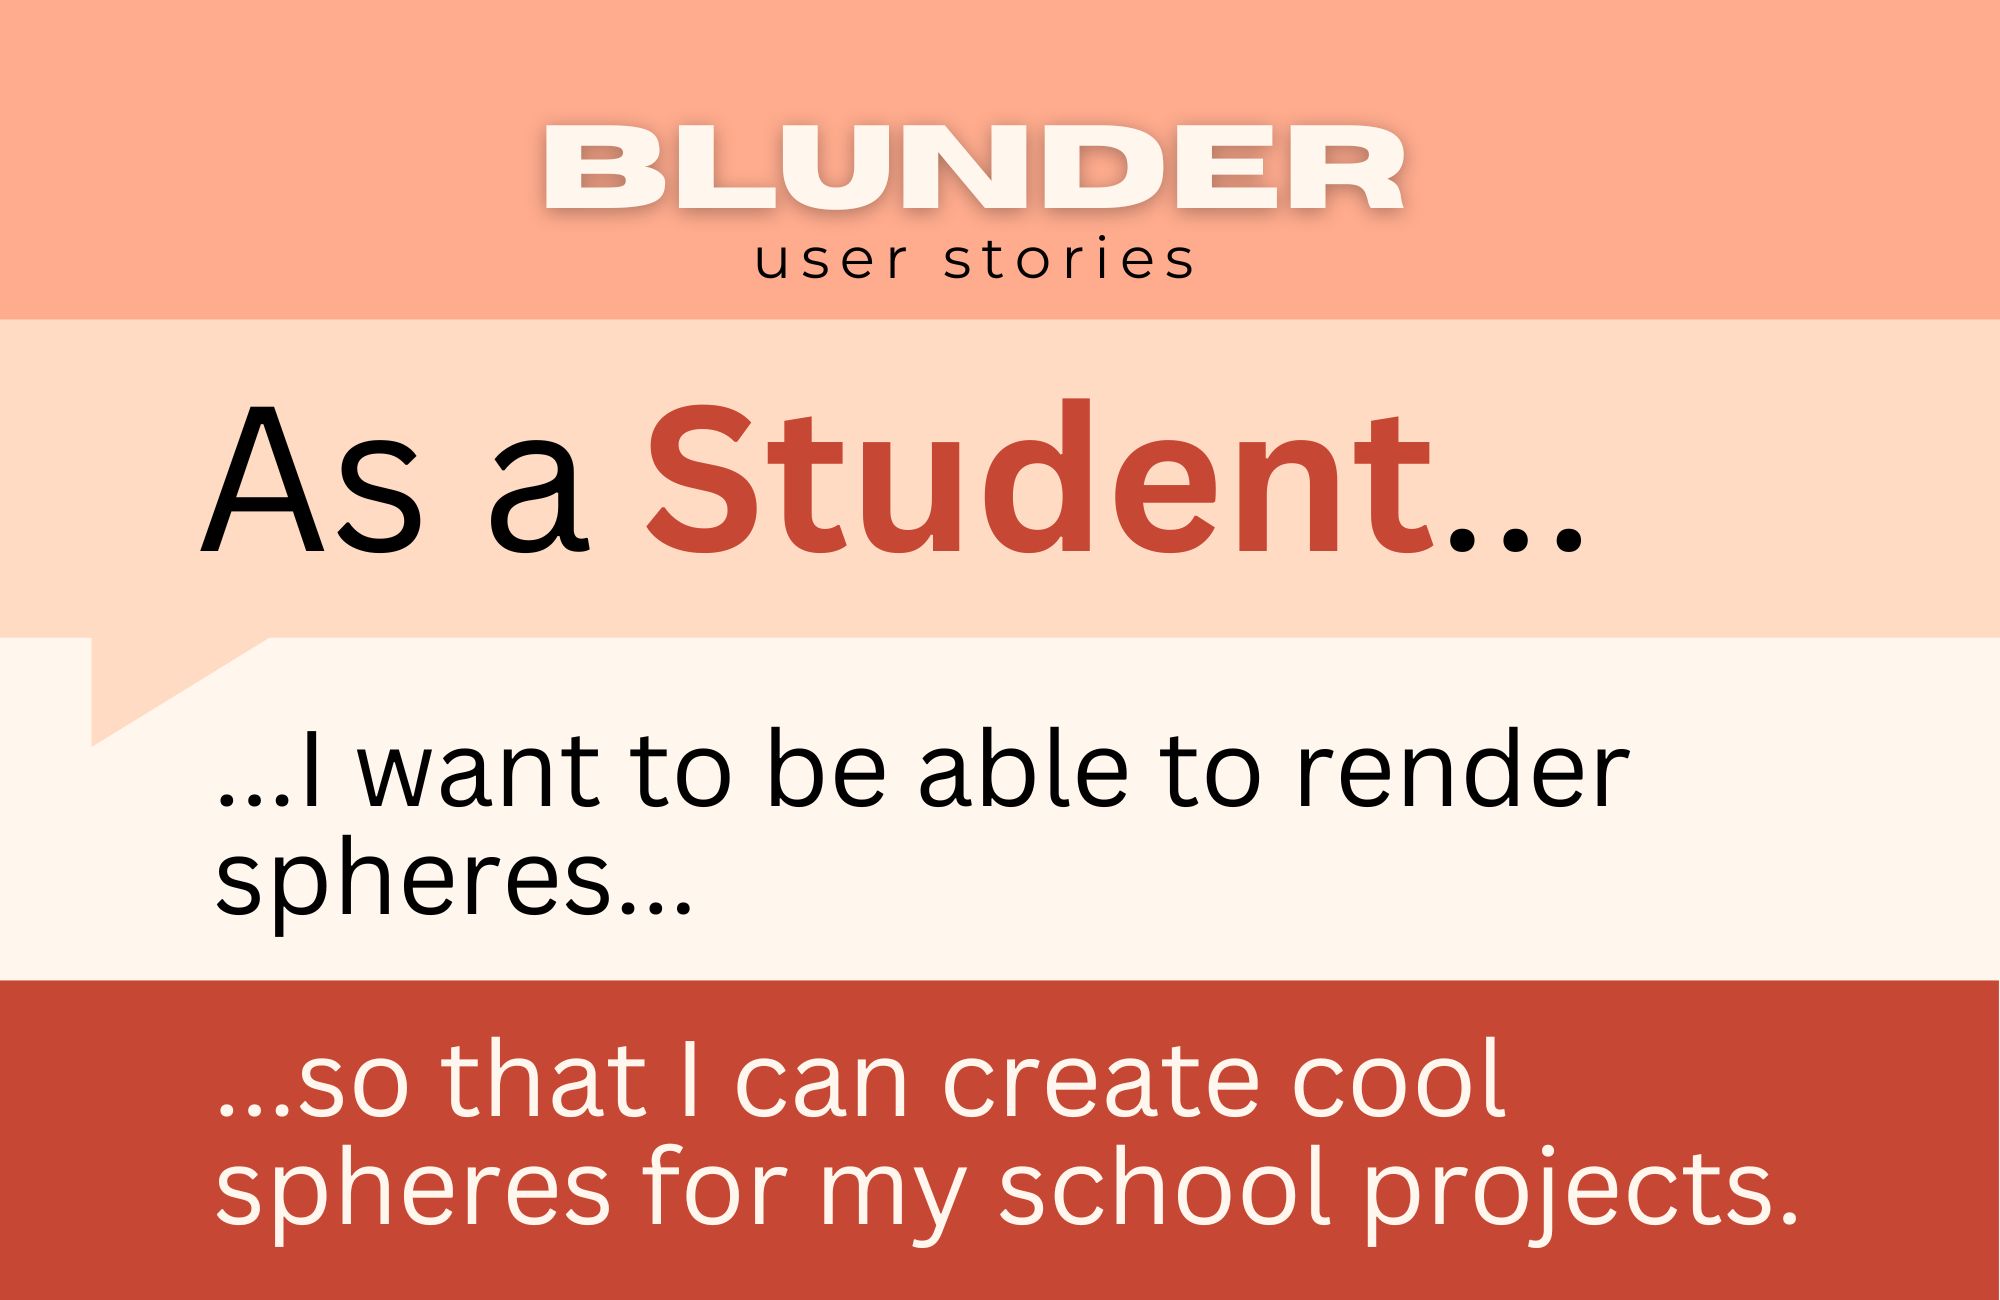 BLUNDER
user stories
As a Student...
...I want to be able to render
spheres...
...so that I can create cool
spheres for my school projects.